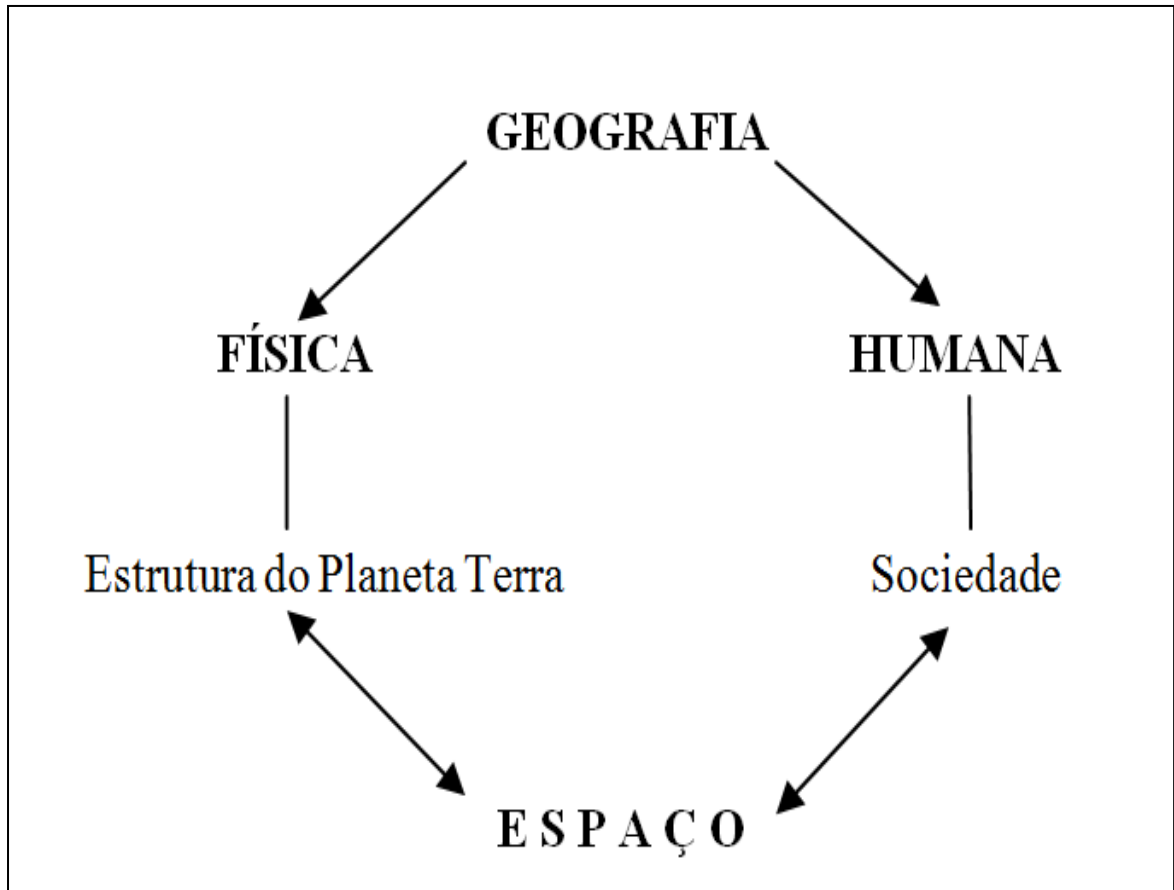 GEOGRAFIA
FÍSICA
HUMANA
Estrutura do Planeta Terra
Sociedade
E S P A Ç O